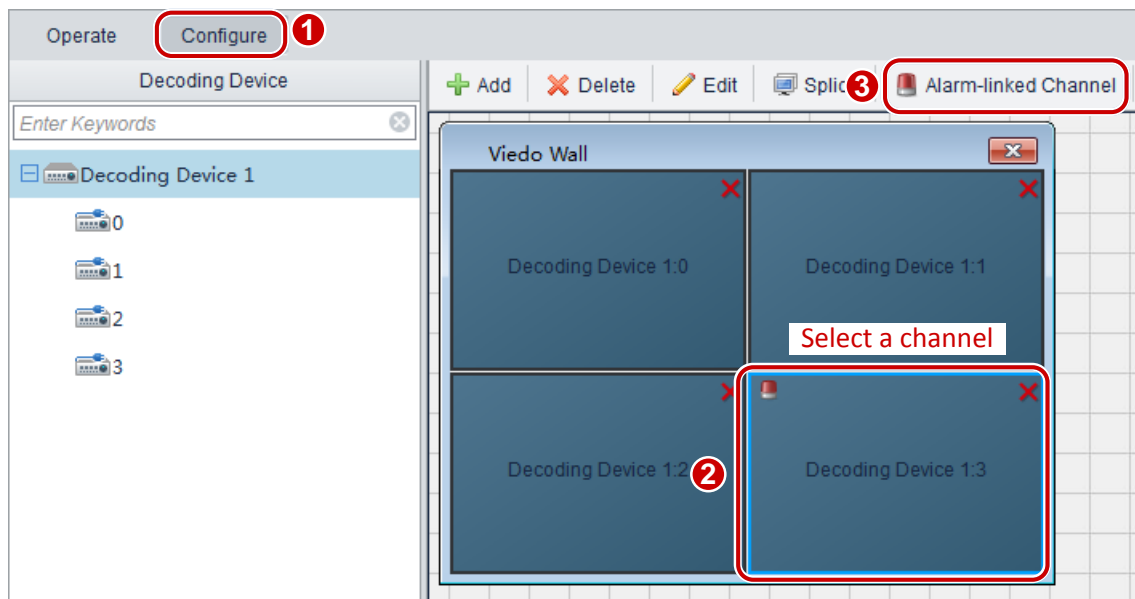 Operate Configure 1
Decoding Device
Add Delete Edit Splic 3 Alarm-linked Channel
Enter Keywords
Viedo Wall
Decoding Device 1
0
1
2
3
Decoding Device 1:0 Decoding Device 1:1
Select a channel
Decoding Device 1:2 2 Decoding Device 1:3